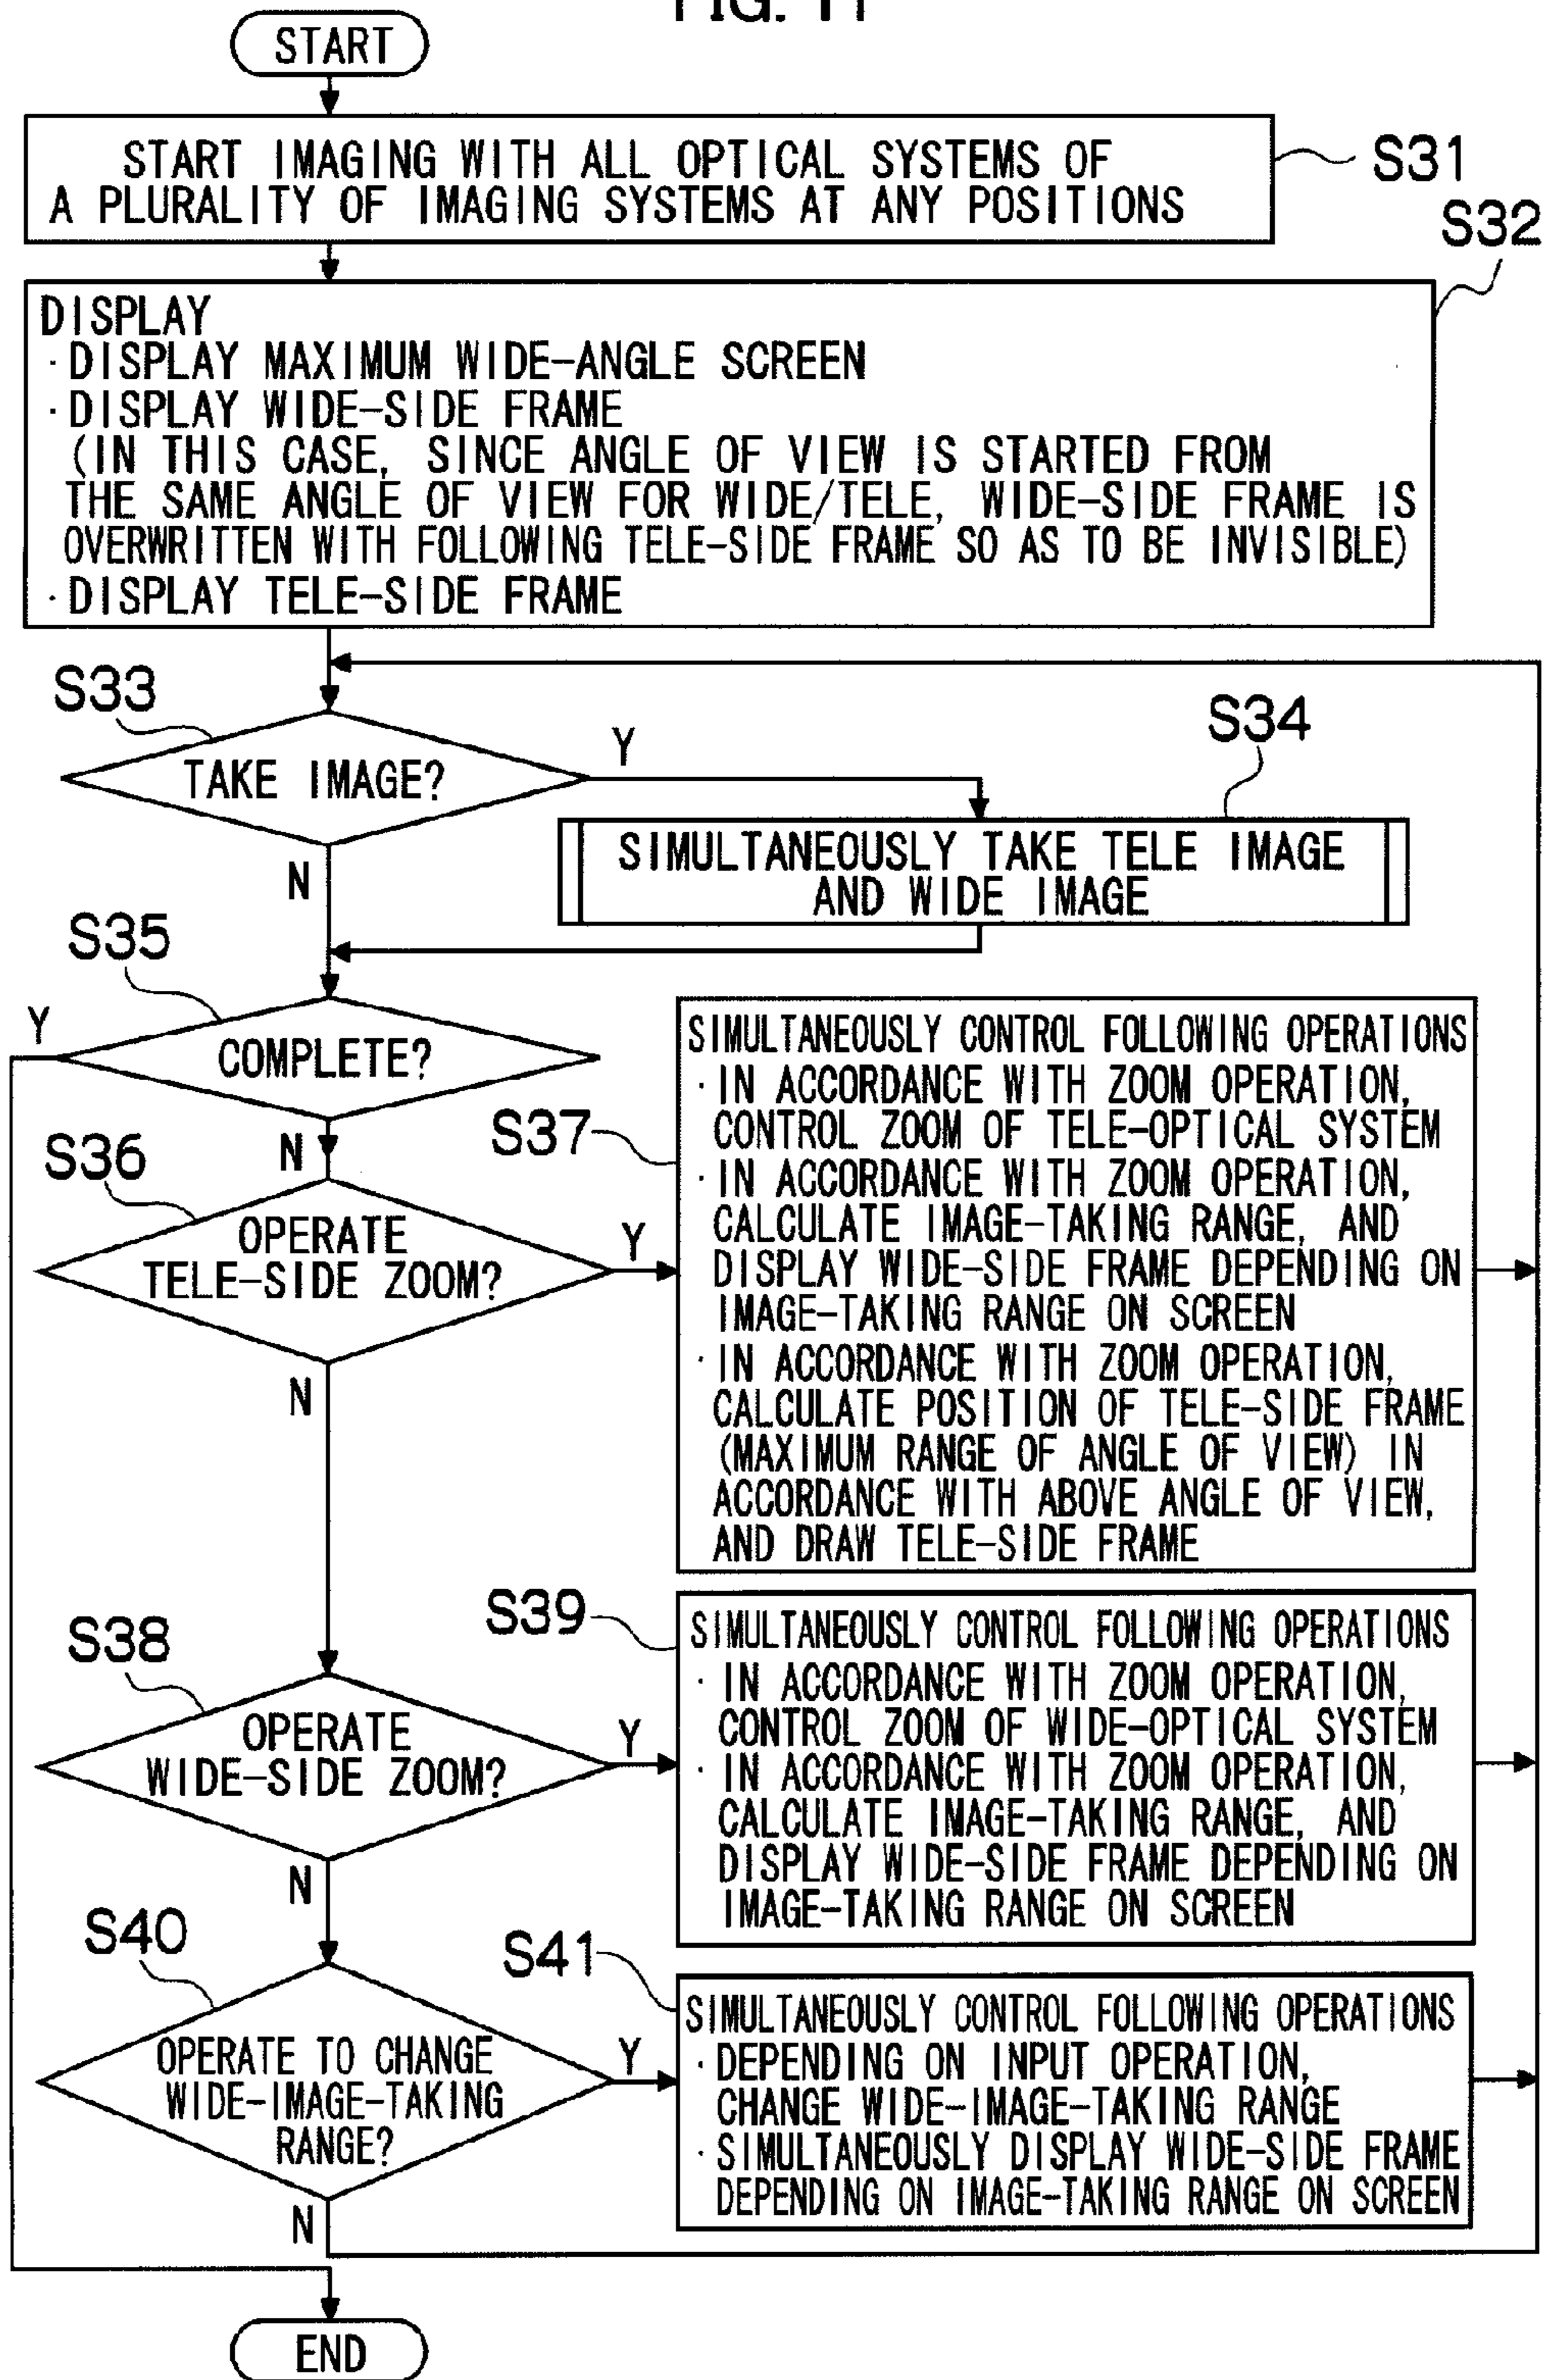 FIG. 11
START
START IMAGING WITH ALL OPTICAL SYSTEMS OF
A PLURALITY OF IMAGING SYSTEMS AT ANY POSITIONS
S31
S32
DISPLAY
·DISPLAY MAXIMUM WIDE-ANGLE SCREEN
·DISPLAY WIDE-SIDE FRAME
(IN THIS CASE, SINCE ANGLE OF VIEW IS STARTED FROM
THE SAME ANGLE OF VIEW FOR WIDE/TELE, WIDE-SIDE FRAME IS
OVERWRITTEN WITH FOLLOWING TELE-SIDE FRAME SO AS TO BE INVISIBLE)
·DISPLAY TELE-SIDE FRAME
S33
TAKE IMAGE?
Y
N
S34
SIMULTANEOUSLY TAKE TELE IMAGE
AND WIDE IMAGE
S35
COMPLETE?
Y
N
S36
OPERATE
TELE-SIDE ZOOM?
Y
N
S37
SIMULTANEOUSLY CONTROL FOLLOWING OPERATIONS
·IN ACCORDANCE WITH ZOOM OPERATION,
CONTROL ZOOM OF TELE-OPTICAL SYSTEM
·IN ACCORDANCE WITH ZOOM OPERATION,
CALCULATE IMAGE-TAKING RANGE, AND
DISPLAY WIDE-SIDE FRAME DEPENDING ON
IMAGE-TAKING RANGE ON SCREEN
·IN ACCORDANCE WITH ZOOM OPERATION,
CALCULATE POSITION OF TELE-SIDE FRAME
(MAXIMUM RANGE OF ANGLE OF VIEW) IN
ACCORDANCE WITH ABOVE ANGLE OF VIEW,
AND DRAW TELE-SIDE FRAME
S38
OPERATE
WIDE-SIDE ZOOM?
Y
N
S39
SIMULTANEOUSLY CONTROL FOLLOWING OPERATIONS
·IN ACCORDANCE WITH ZOOM OPERATION,
CONTROL ZOOM OF WIDE-OPTICAL SYSTEM
·IN ACCORDANCE WITH ZOOM OPERATION,
CALCULATE IMAGE-TAKING RANGE, AND
DISPLAY WIDE-SIDE FRAME DEPENDING ON
IMAGE-TAKING RANGE ON SCREEN
S40
OPERATE TO CHANGE
WIDE-IMAGE-TAKING
RANGE?
Y
N
S41
SIMULTANEOUSLY CONTROL FOLLOWING OPERATIONS
·DEPENDING ON INPUT OPERATION,
CHANGE WIDE-IMAGE-TAKING RANGE
·SIMULTANEOUSLY DISPLAY WIDE-SIDE FRAME
DEPENDING ON IMAGE-TAKING RANGE ON SCREEN
END